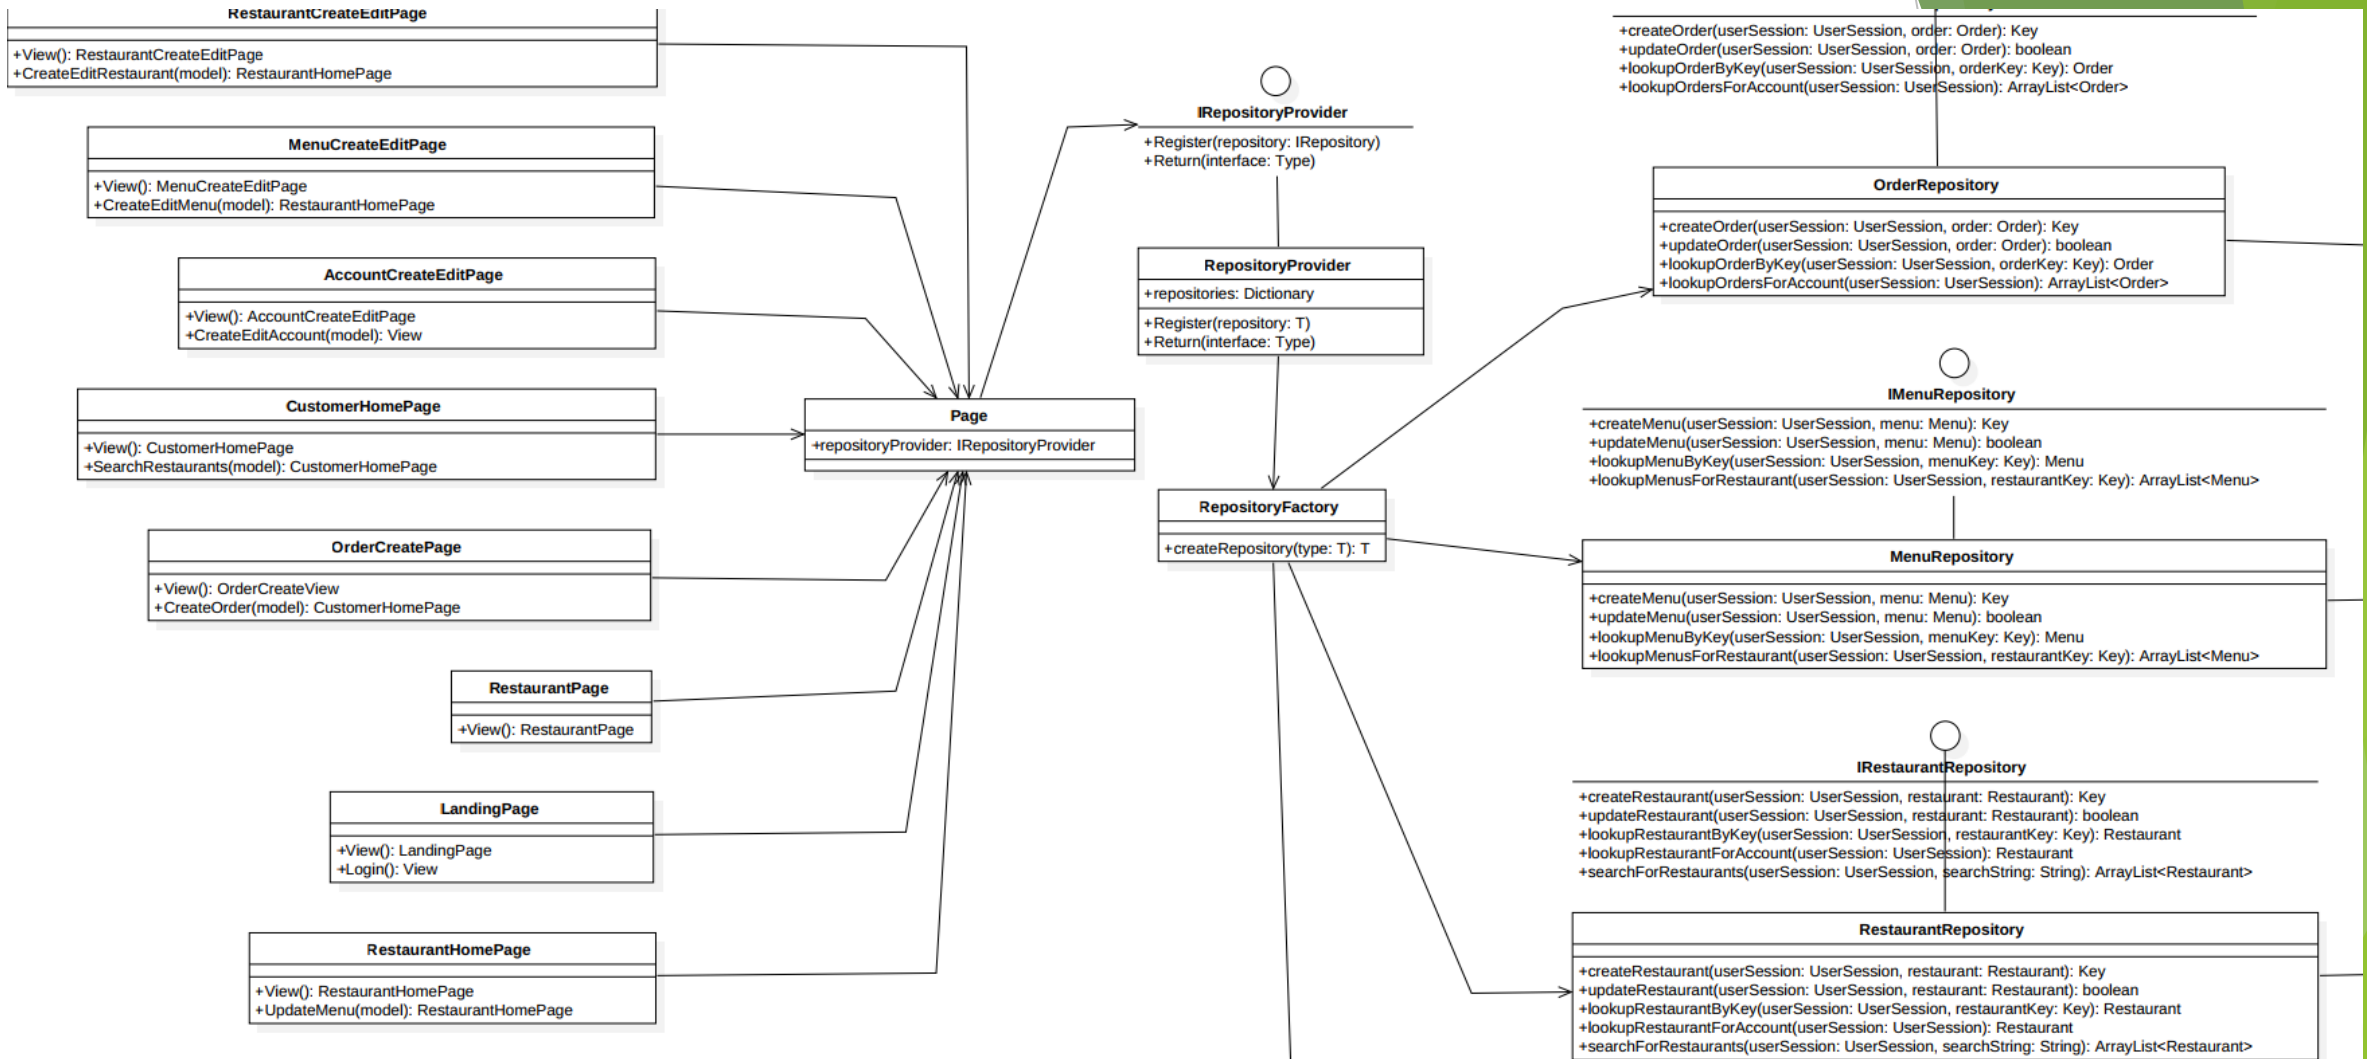 RestaurantCreateEditPage
+View(): RestaurantCreateEditPage
+CreateEditRestaurant(model): RestaurantHomePage
MenuCreateEditPage
+View(): MenuCreateEditPage
+CreateEditMenu(model): RestaurantHomePage
AccountCreateEditPage
+View(): AccountCreateEditPage
+CreateEditAccount(model): View
CustomerHomePage
+View(): CustomerHomePage
+SearchRestaurants(model): CustomerHomePage
OrderCreatePage
+View(): OrderCreateView
+CreateOrder(model): CustomerHomePage
RestaurantPage
+View(): RestaurantPage
LandingPage
+View(): LandingPage
+Login(): View
RestaurantHomePage
+View(): RestaurantHomePage
+UpdateMenu(model): RestaurantHomePage
Page
+repositoryProvider: IRepositoryProvider
IRepositoryProvider
+Register(repository: IRepository)
+Return(interface: Type)
RepositoryProvider
+repositories: Dictionary
+Register(repository: T)
+Return(interface: Type)
RepositoryFactory
+createRepository(type: T): T
+createOrder(userSession: UserSession, order: Order): Key
+updateOrder(userSession: UserSession, order: Order): boolean
+lookupOrderByKey(userSession: UserSession, orderKey: Key): Order
+lookupOrdersForAccount(userSession: UserSession): ArrayList<Order>
OrderRepository
+createOrder(userSession: UserSession, order: Order): Key
+updateOrder(userSession: UserSession, order: Order): boolean
+lookupOrderByKey(userSession: UserSession, orderKey: Key): Order
+lookupOrdersForAccount(userSession: UserSession): ArrayList<Order>
IMenuRepository
+createMenu(userSession: UserSession, menu: Menu): Key
+updateMenu(userSession: UserSession, menu: Menu): boolean
+lookupMenuByKey(userSession: UserSession, menuKey: Key): Menu
+lookupMenusForRestaurant(userSession: UserSession, restaurantKey: Key): ArrayList<Menu>
MenuRepository
+createMenu(userSession: UserSession, menu: Menu): Key
+updateMenu(userSession: UserSession, menu: Menu): boolean
+lookupMenuByKey(userSession: UserSession, menuKey: Key): Menu
+lookupMenusForRestaurant(userSession: UserSession, restaurantKey: Key): ArrayList<Menu>
IRestaurantRepository
+createRestaurant(userSession: UserSession, restaurant: Restaurant): Key
+updateRestaurant(userSession: UserSession, restaurant: Restaurant): boolean
+lookupRestaurantByKey(userSession: UserSession, restaurantKey: Key): Restaurant
+lookupRestaurantForAccount(userSession: UserSession): Restaurant
+searchForRestaurants(userSession: UserSession, searchString: String): ArrayList<Restaurant>
RestaurantRepository
+createRestaurant(userSession: UserSession, restaurant: Restaurant): Key
+updateRestaurant(userSession: UserSession, restaurant: Restaurant): boolean
+lookupRestaurantByKey(userSession: UserSession, restaurantKey: Key): Restaurant
+lookupRestaurantForAccount(userSession: UserSession): Restaurant
+searchForRestaurants(userSession: UserSession, searchString: String): ArrayList<Restaurant>